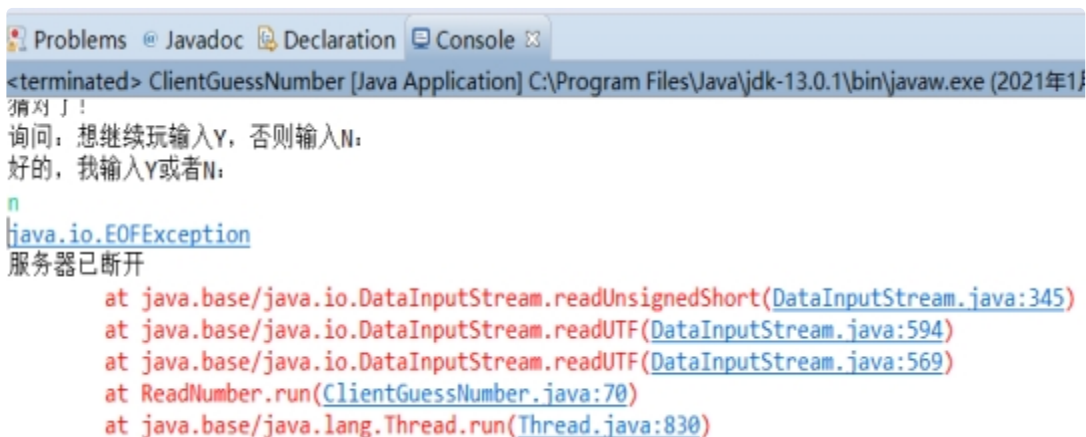 Problems Javadoc Declaration Console
<terminated> ClientGuessNumber [Java Application] C:\Program Files\Java\jdk-13.0.1\bin\javaw.exe (2021年1月
猜对了!
询问: 想继续玩输入Y, 否则输入N:
好的, 我输入Y或者N:
n
java.io.EOFException
服务器已断开
at java.base/java.io.DataInputStream.readUnsignedShort(DataInputStream.java:345)
at java.base/java.io.DataInputStream.readUTF(DataInputStream.java:594)
at java.base/java.io.DataInputStream.readUTF(DataInputStream.java:569)
at ReadNumber.run(ClientGuessNumber.java:70)
at java.base/java.lang.Thread.run(Thread.java:830)